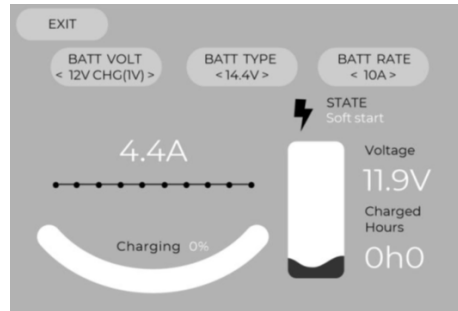 EXIT
BATT VOLT
< 12V CHG(1V) >
BATT TYPE
< 14.4V >
BATT RATE
< 10A >
STATE
Soft start
4.4A
Voltage
11.9V
Charged
Hours
0h0
Charging 0%